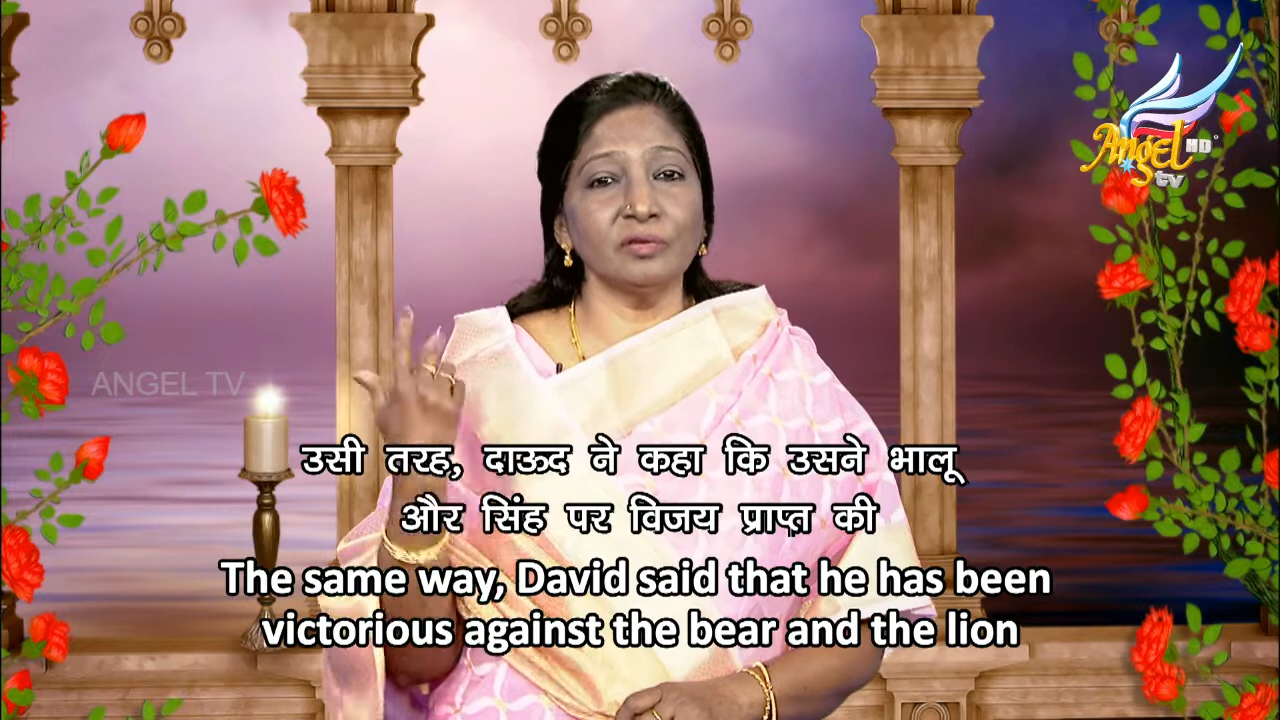 Angel HD
tv
ANGEL TV
उसी तरह, दाऊद ने कहा कि उसने भालू
और सिंह पर विजय प्राप्त की
The same way, David said that he has been
victorious against the bear and the lion